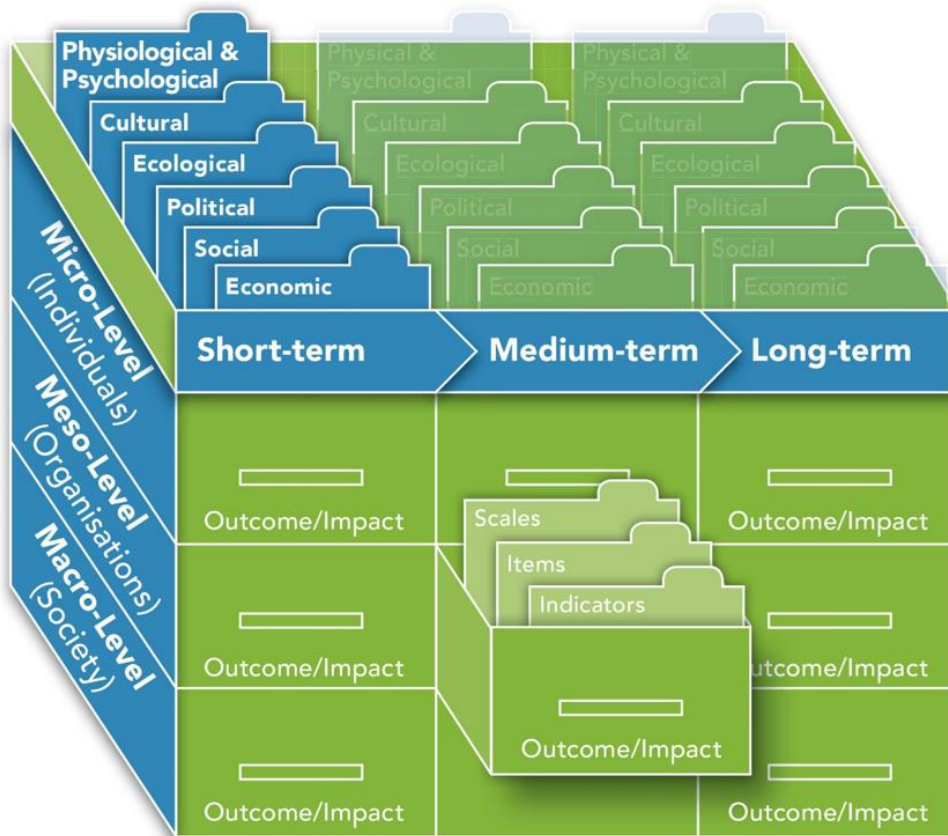 Physiological &
Psychological
Cultural
Ecological
Political
Social
Economic
Physical &
Psychological
Cultural
Ecological
Political
Social
Economic
Physical &
Psychological
Cultural
Ecological
Political
Social
Economic
Short-term
Medium-term
Long-term
Micro-Level
(Individuals)
Meso-Level
(Organisations)
Macro-Level
(Society)
Outcome/Impact
Outcome/Impact
Scales
Items
Indicators
Outcome/Impact
Outcome/Impact
Outcome/Impact
Outcome/Impact
Outcome/Impact